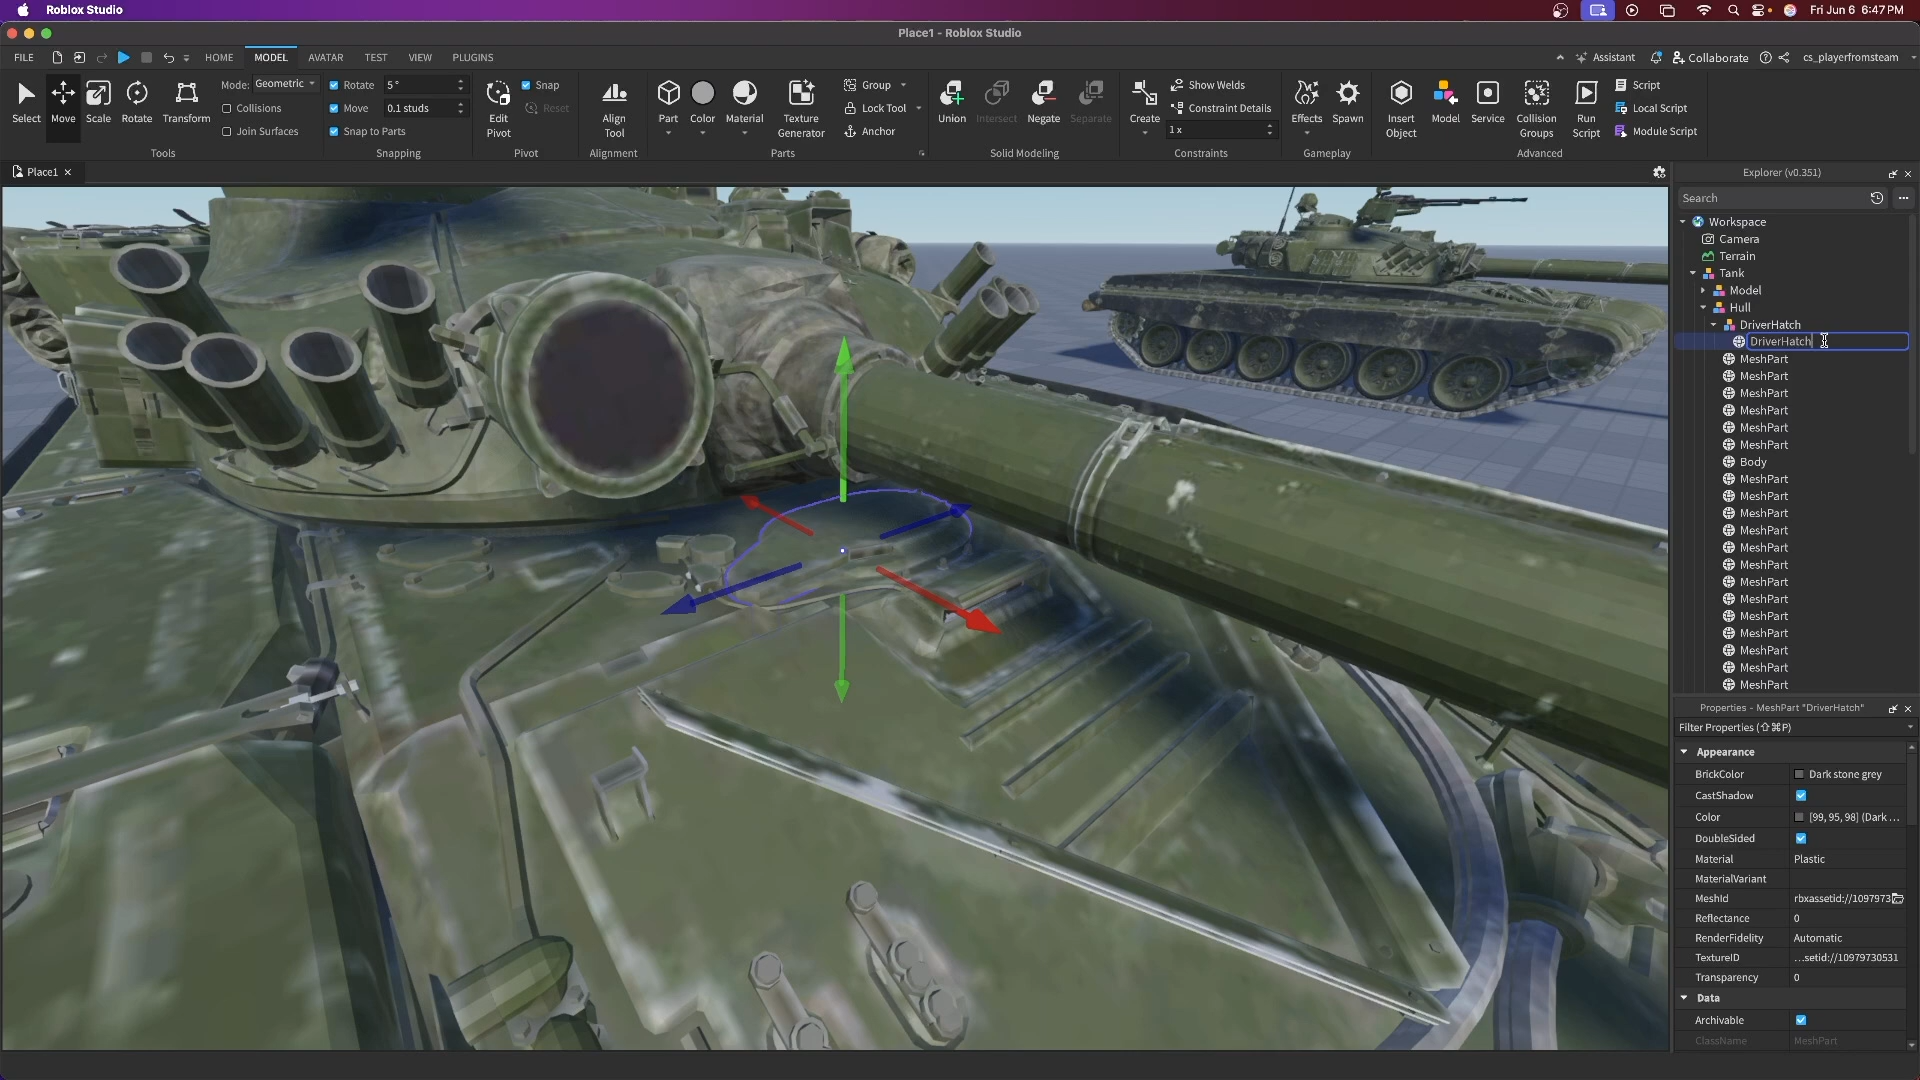 Roblox Studio
Fri Jun 6 6:47 PM
Place1 - Roblox Studio
FILE HOME MODEL AVATAR TEST VIEW PLUGINS Assistant Collaborate cs_playerfromsteam
Select Move Scale Rotate Transform
Mode: Geometric
Collisions
Join Surfaces
Tools
Rotate 5°
Move 0.1 studs
Snap to Parts
Snapping
Edit Pivot
Snap
Reset
Pivot
Align Tool
Alignment
Part Color Material Texture Generator
Group
Lock Tool
Anchor
Parts
Union Intersect Negate Separate
Solid Modeling
Create
Show Welds
Constraint Details
1 x
Constraints
Effects Spawn
Gameplay
Insert Object Model Service Collision Groups Run Script
Script
Local Script
Module Script
Advanced
Place1
Explorer (v0.351)
Search
Workspace
Camera
Terrain
Tank
Model
Hull
DriverHatch
DriverHatch
MeshPart
MeshPart
MeshPart
MeshPart
MeshPart
MeshPart
Body
MeshPart
MeshPart
MeshPart
MeshPart
MeshPart
MeshPart
MeshPart
MeshPart
MeshPart
MeshPart
MeshPart
MeshPart
MeshPart
Properties - MeshPart "DriverHatch"
Filter Properties (⇧⌘P)
Appearance
BrickColor Dark stone grey
CastShadow
Color [99, 95, 98] (Dark ...
DoubleSided
Material Plastic
MaterialVariant
MeshId rbxassetid://1097973
Reflectance 0
RenderFidelity Automatic
TextureID ...setid://10979730531
Transparency 0
Data
Archivable
ClassName MeshPart